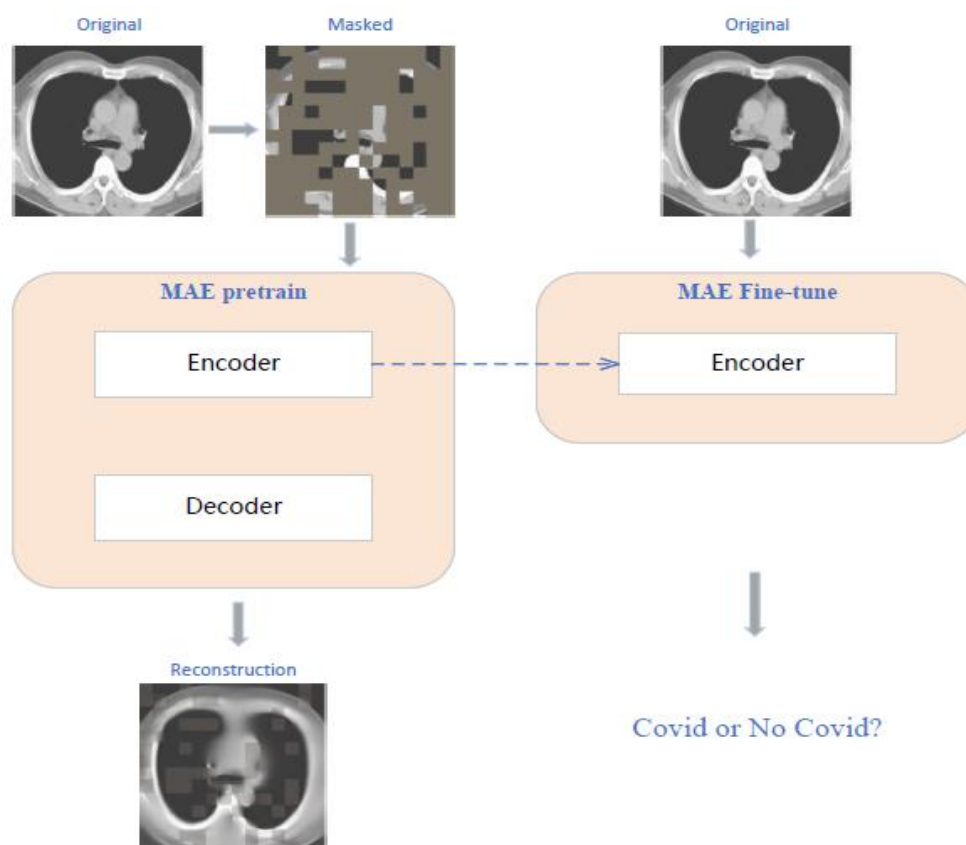 Original
Masked
Original
MAE pretrain
Encoder
Decoder
Reconstruction
MAE Fine-tune
Encoder
Covid or No Covid?